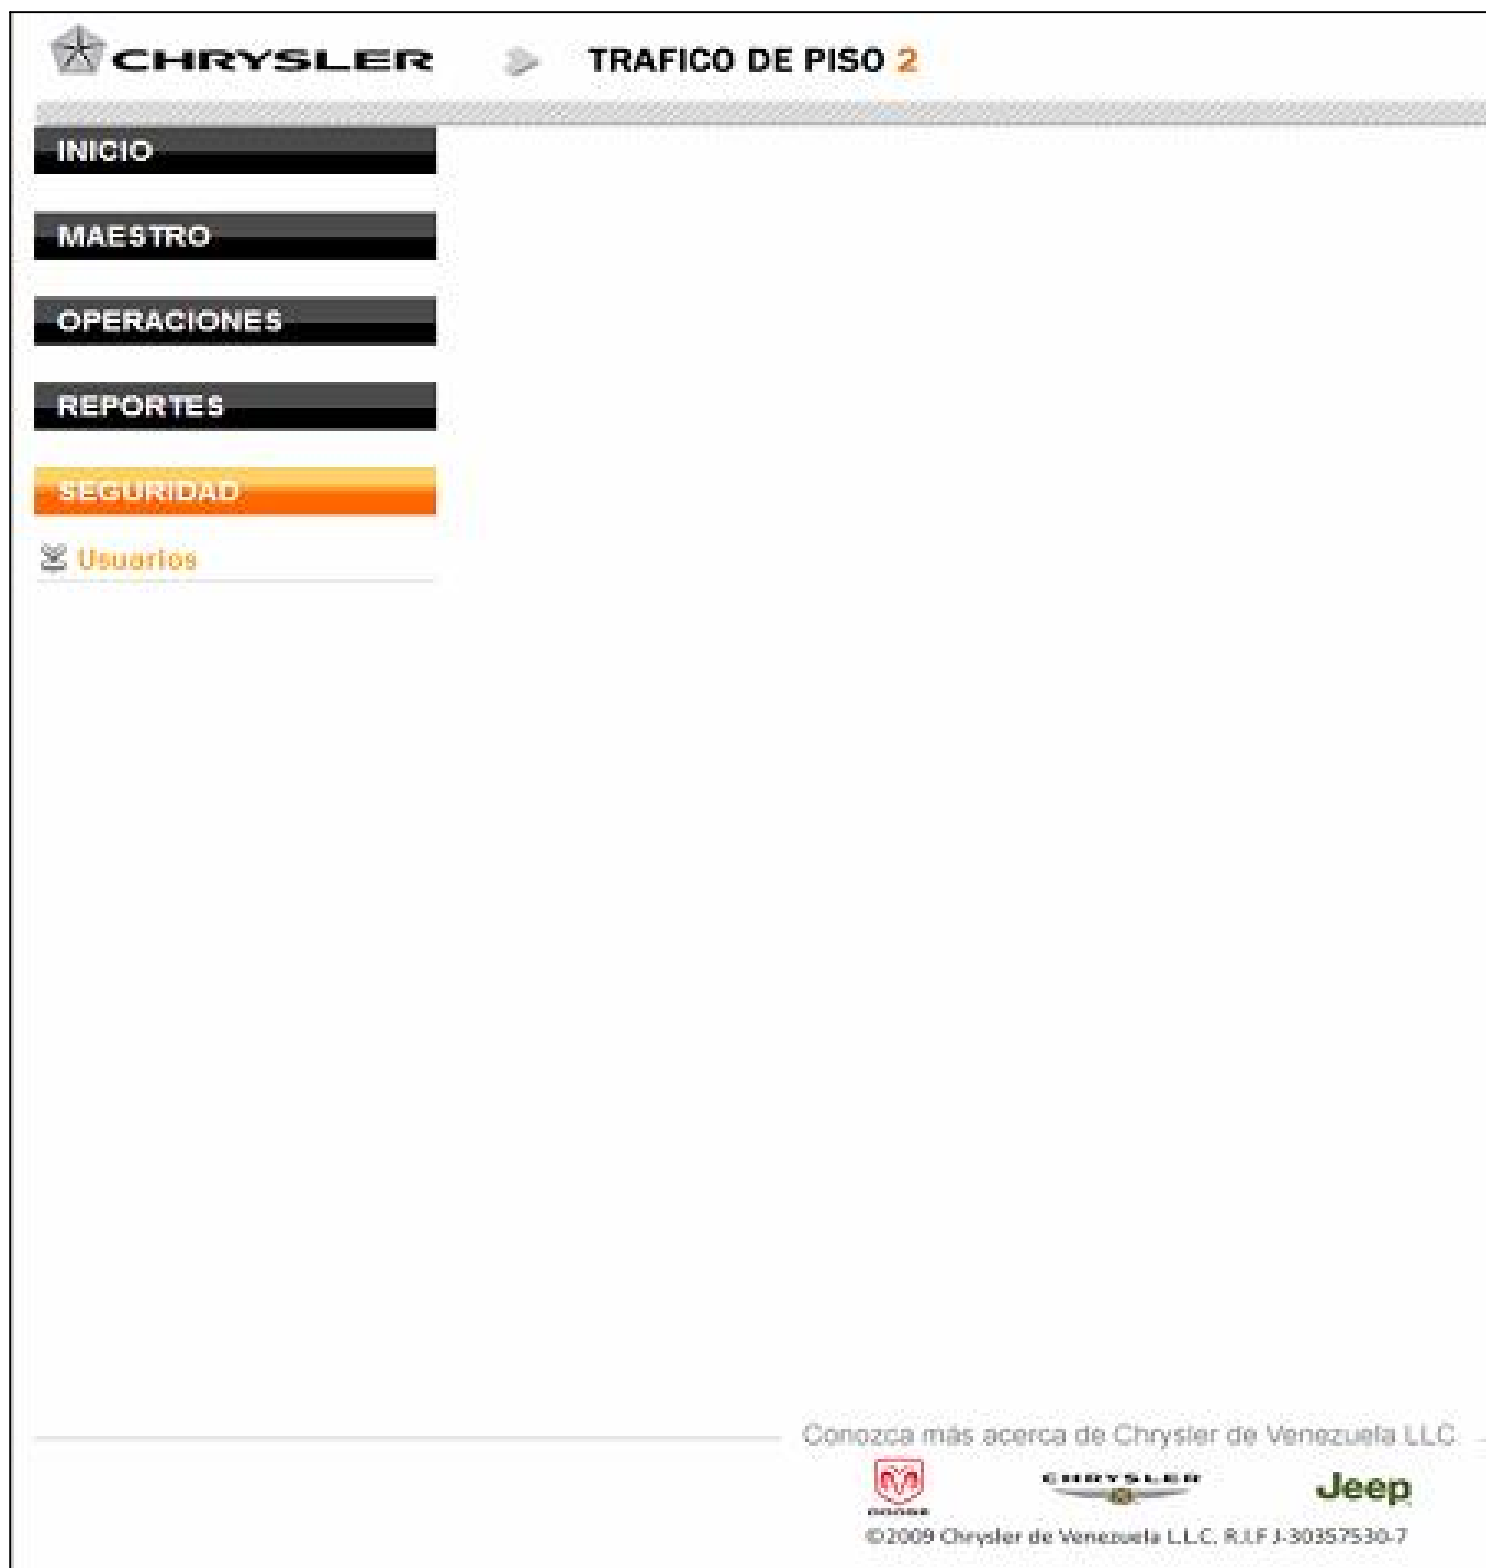 CHRYSLER TRAFICO DE PISO 2
INICIO
MAESTRO
OPERACIONES
REPORTES
SEGURIDAD
Usuarios
Conozca más acerca de Chrysler de Venezuela LLC
DODGE CHRYSLER Jeep
©2009 Chrysler de Venezuela L.L.C. R.I.F J-30357530-7